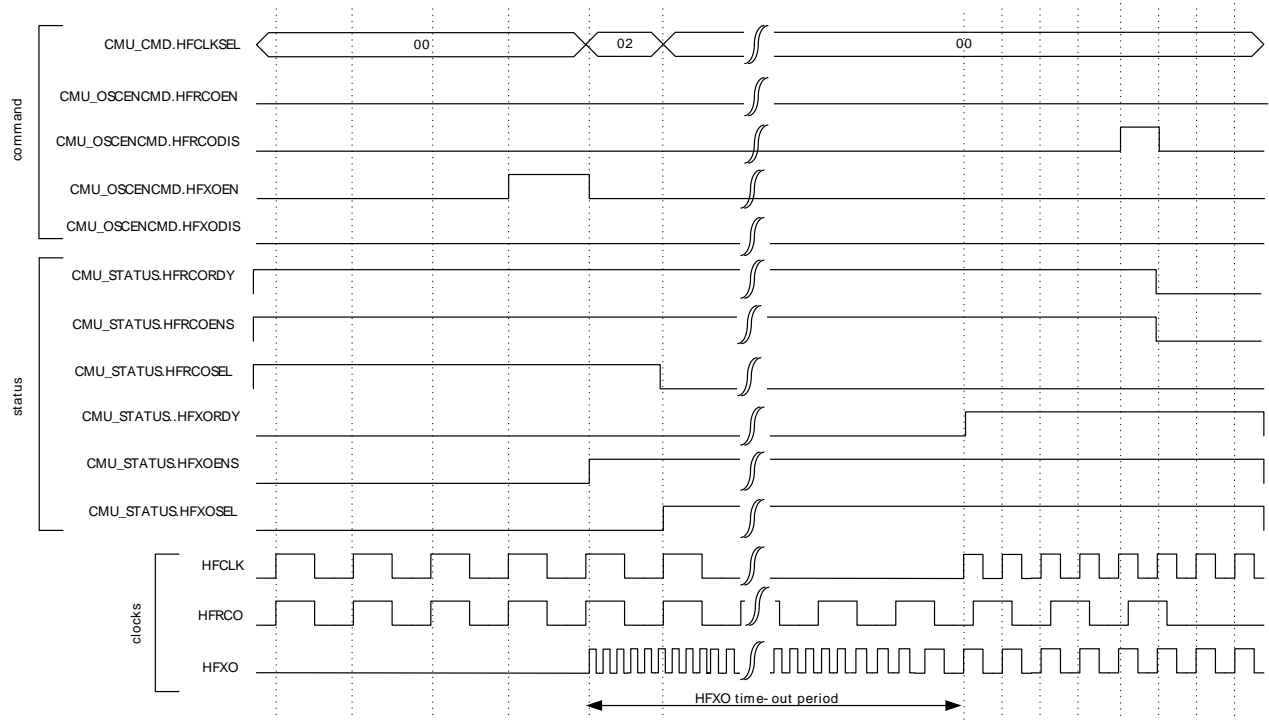 command
CMU_CMD.HFCLKSEL
00
02
00
CMU_OSCENCMD.HFRCOEN
CMU_OSCENCMD.HFRCODIS
CMU_OSCENCMD.HFXOEN
CMU_OSCENCMD.HFXODIS
status
CMU_STATUS.HFRCORDY
CMU_STATUS.HFRCOENS
CMU_STATUS.HFRCOSEL
CMU_STATUS..HFXORDY
CMU_STATUS.HFXOENS
CMU_STATUS.HFXOSEL
clocks
HFCLK
HFRCO
HFXO
HFXO time-out period